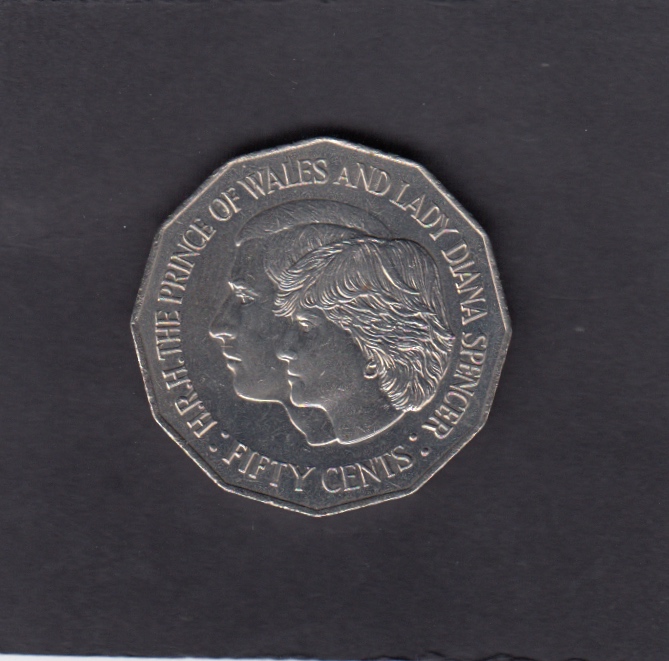 H.R.H. THE PRINCE OF WALES AND LADY DIANA SPENCER
: FIFTY CENTS :